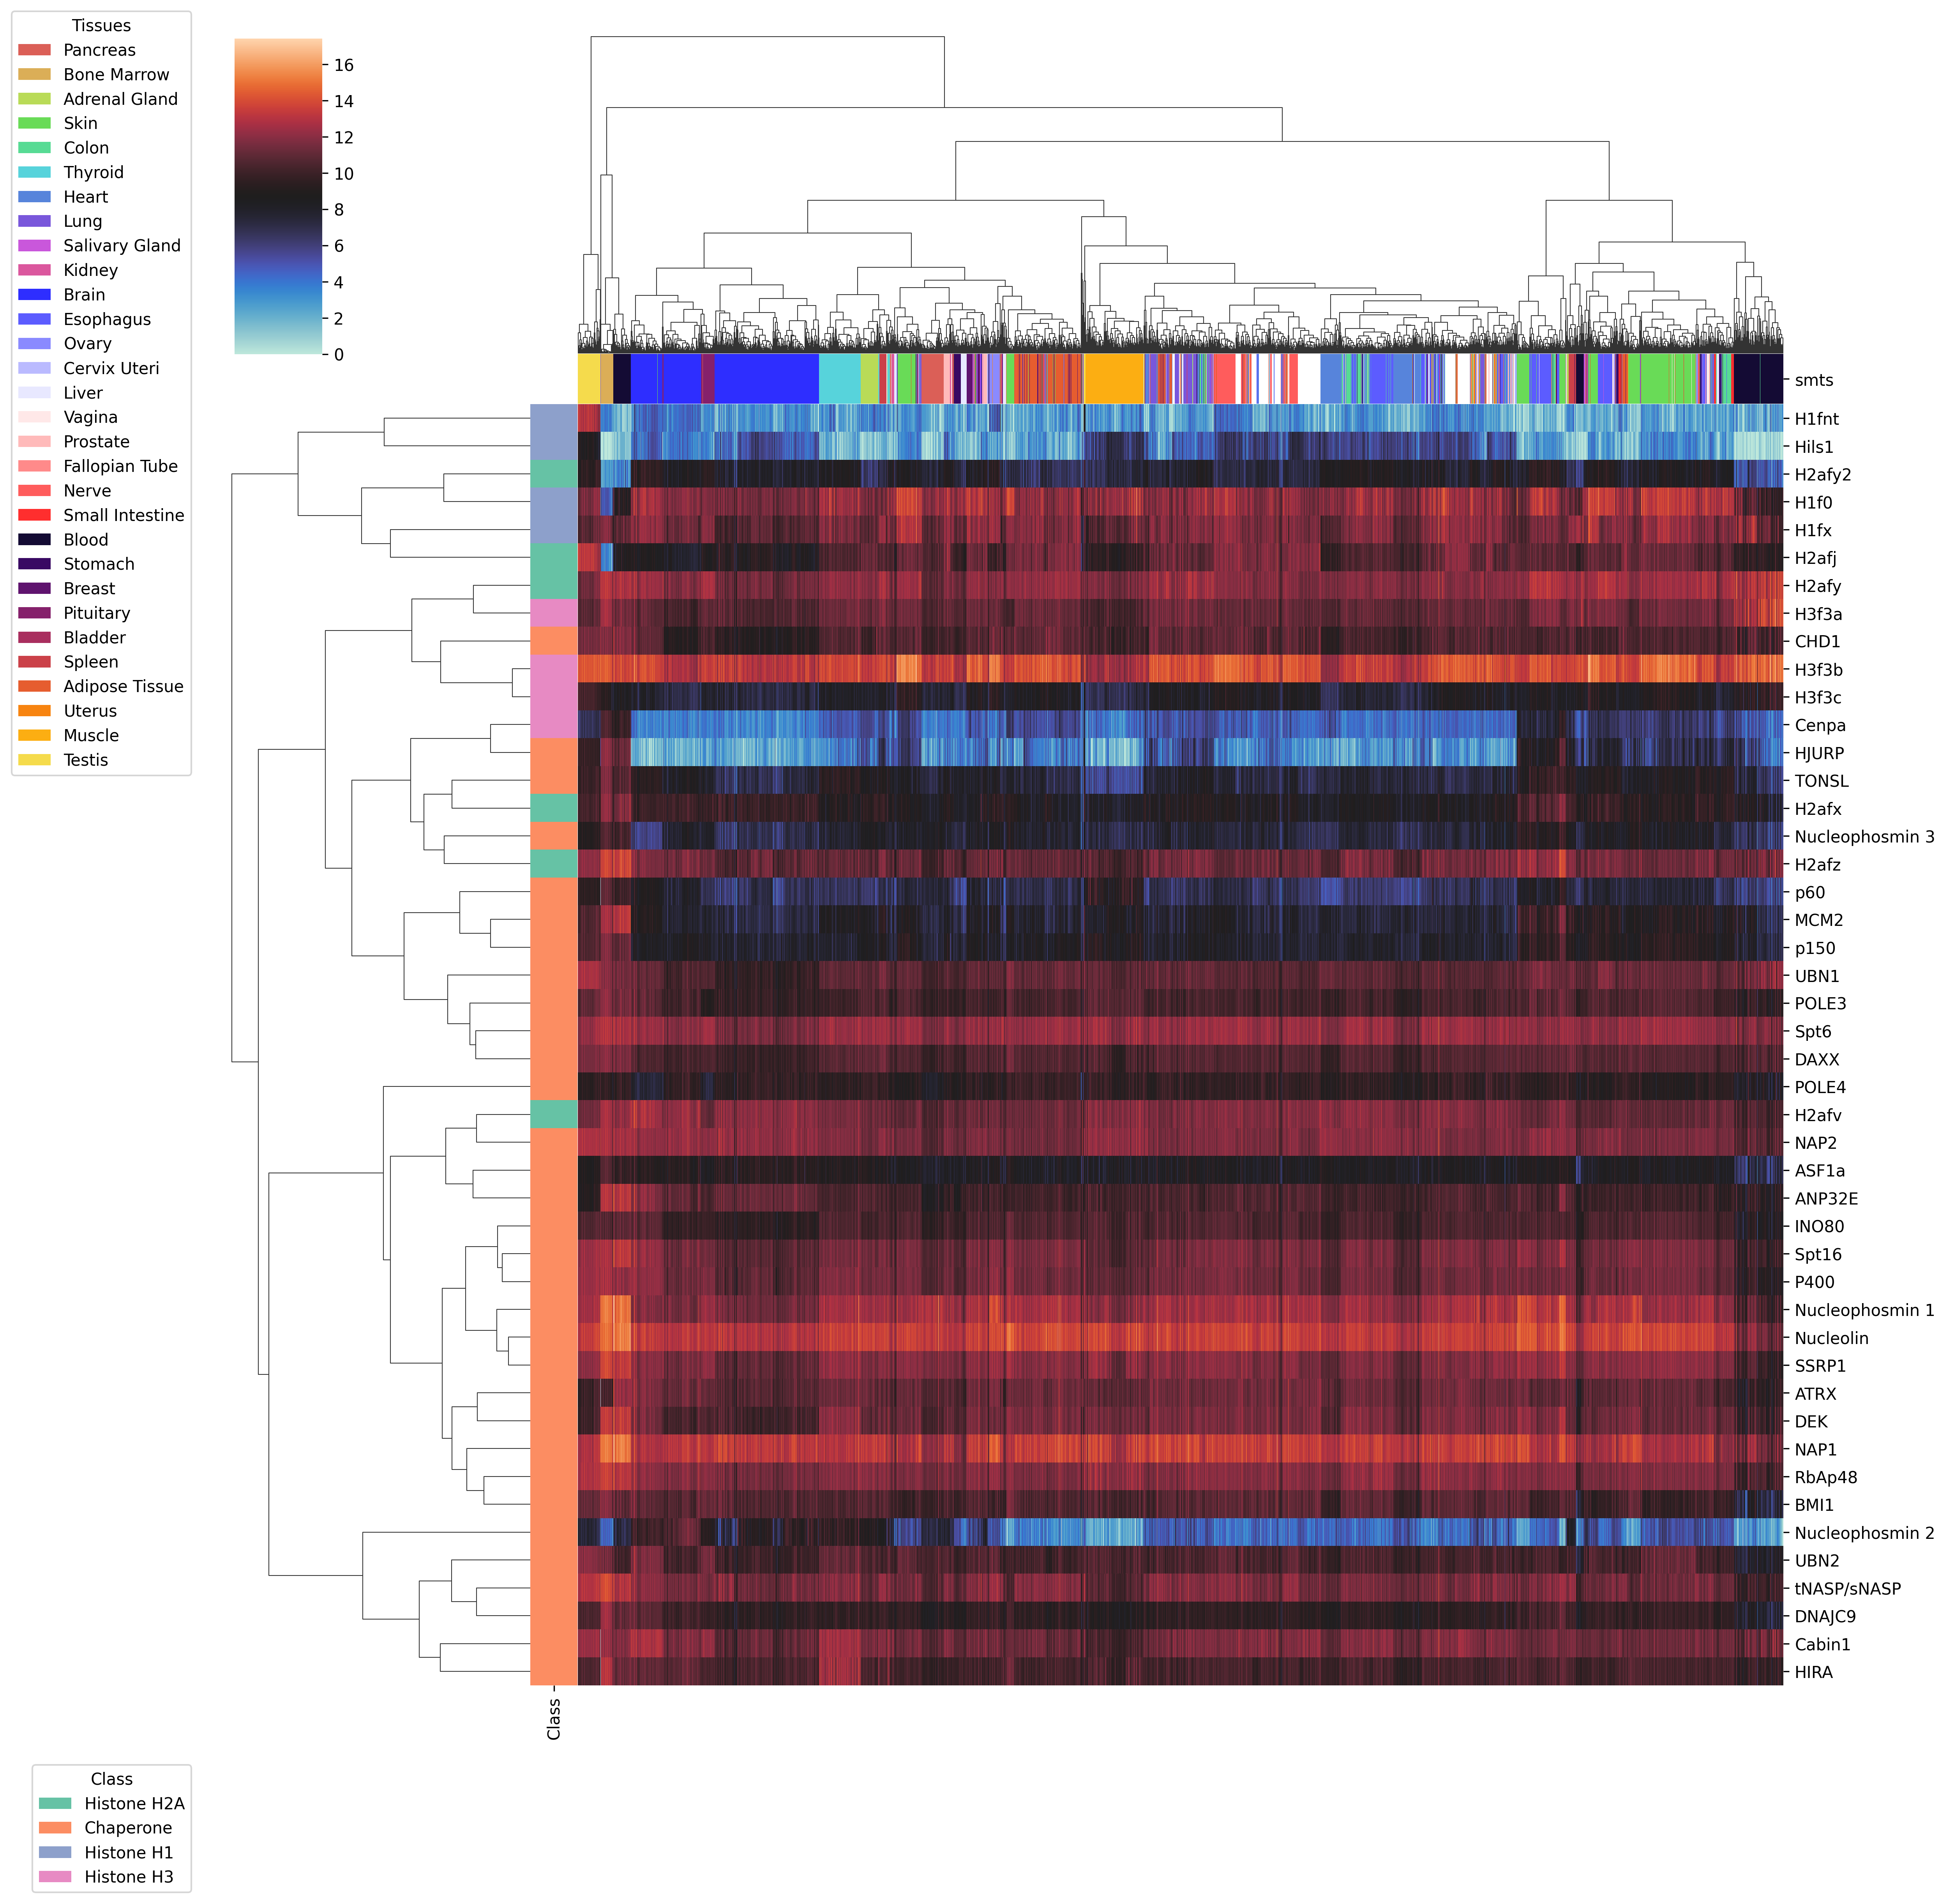 Tissues
Pancreas
Bone Marrow
Adrenal Gland
Skin
Colon
Thyroid
Heart
Lung
Salivary Gland
Kidney
Brain
Esophagus
Ovary
Cervix Uteri
Liver
Vagina
Prostate
Fallopian Tube
Nerve
Small Intestine
Blood
Stomach
Breast
Pituitary
Bladder
Spleen
Adipose Tissue
Uterus
Muscle
Testis
16
14
12
10
8
6
4
2
0
smts
H1fnt
Hils1
H2afy2
H1f0
H1fx
H2afj
H2afy
H3f3a
CHD1
H3f3b
H3f3c
Cenpa
HJURP
TONSL
H2afx
Nucleophosmin 3
H2afz
p60
MCM2
p150
UBN1
POLE3
Spt6
DAXX
POLE4
H2afv
NAP2
ASF1a
ANP32E
INO80
Spt16
P400
Nucleophosmin 1
Nucleolin
SSRP1
ATRX
DEK
NAP1
RbAp48
BMI1
Nucleophosmin 2
UBN2
tNASP/sNASP
DNAJC9
Cabin1
HIRA
Class
Class
Histone H2A
Chaperone
Histone H1
Histone H3